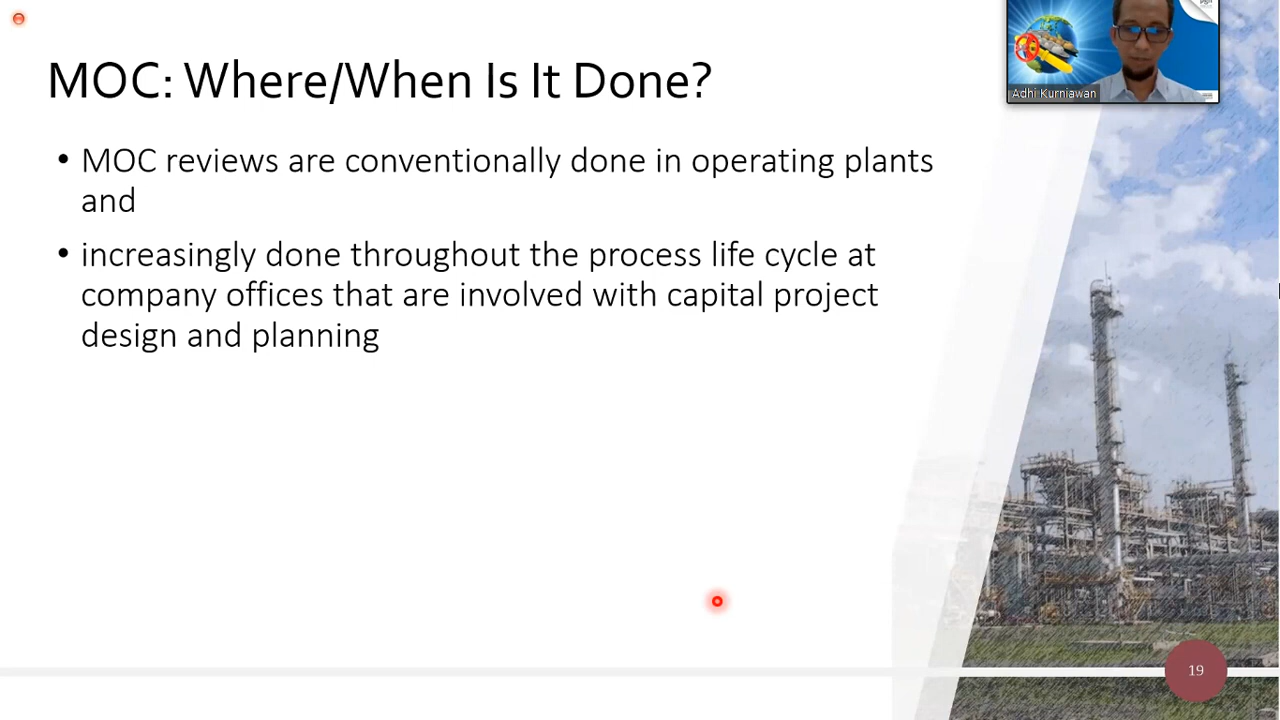 MOC: Where/When Is It Done?
• MOC reviews are conventionally done in operating plants
and
• increasingly done throughout the process life cycle at
company offices that are involved with capital project
design and planning
Adhi Kurniawan
19